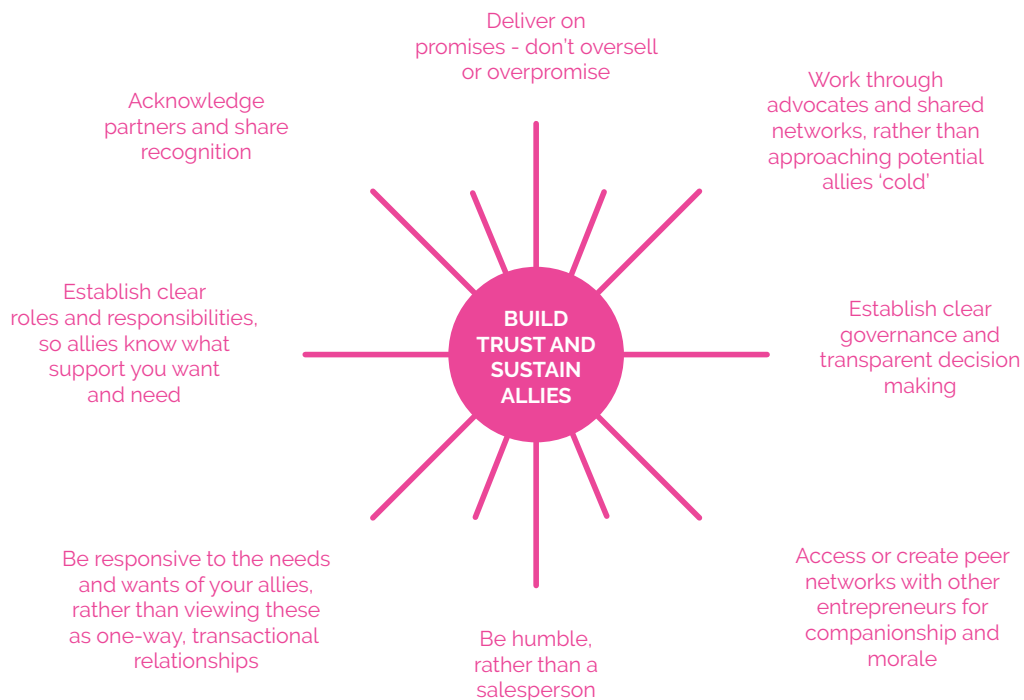 Deliver on
promises - don't oversell
or overpromise
Work through
advocates and shared
networks, rather than
approaching potential
allies ‘cold’
Establish clear
governance and
transparent decision
making
Access or create peer
networks with other
entrepreneurs for
companionship and
morale
Be humble,
rather than a
salesperson
Be responsive to the needs
and wants of your allies,
rather than viewing these
as one-way, transactional
relationships
Establish clear
roles and responsibilities,
so allies know what
support you want
and need
Acknowledge
partners and share
recognition
BUILD
TRUST AND
SUSTAIN
ALLIES